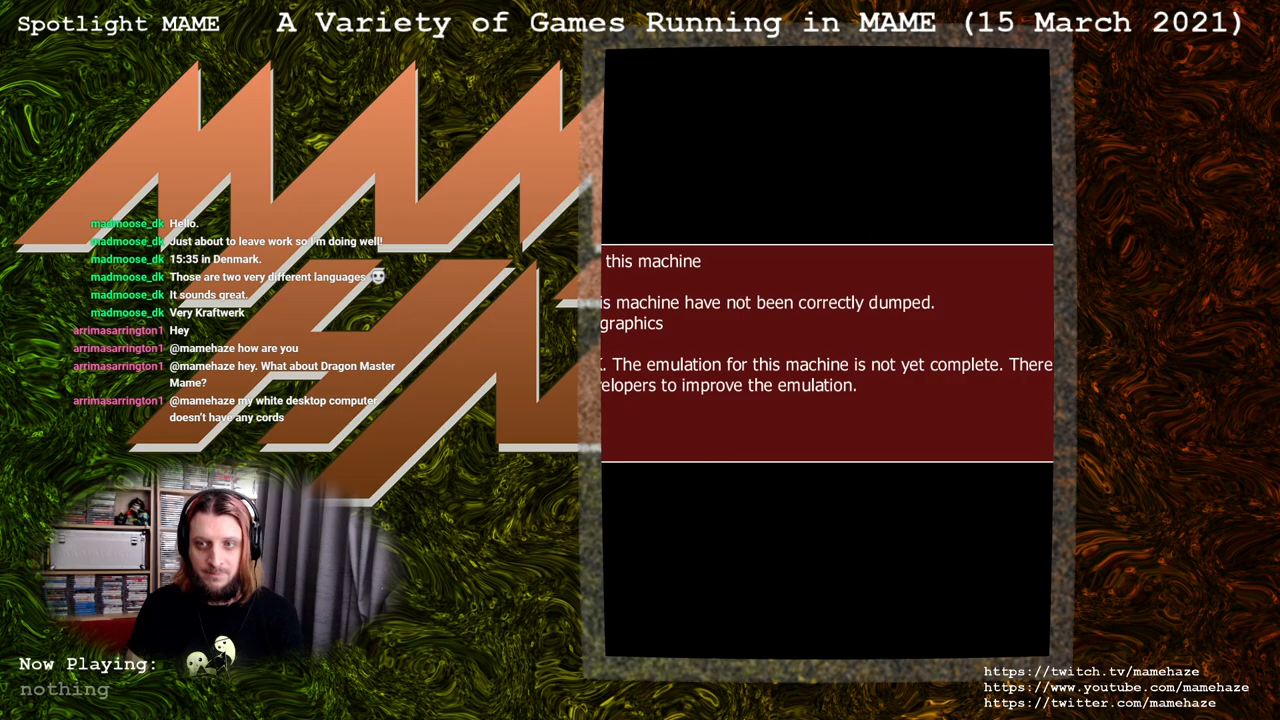 Spotlight MAME
A Variety of Games Running in MAME (15 March 2021)
madmoose_dk Hello.
madmoose_dk Just about to leave work so I'm doing well!
madmoose_dk 15:35 in Denmark.
madmoose_dk Those are two very different languages
madmoose_dk It sounds great.
madmoose_dk Very Kraftwerk
arrimasarrington1 Hey
arrimasarrington1 @mamehaze how are you
arrimasarrington1 @mamehaze hey. What about Dragon Master
Mame?
arrimasarrington1 @mamehaze my white desktop computer
doesn't have any cords
this machine
is machine have not been correctly dumped.
graphics
. The emulation for this machine is not yet complete. There
elopers to improve the emulation.
Now Playing:
nothing
https://twitch.tv/mamehaze
https://www.youtube.com/mamehaze
https://twitter.com/mamehaze